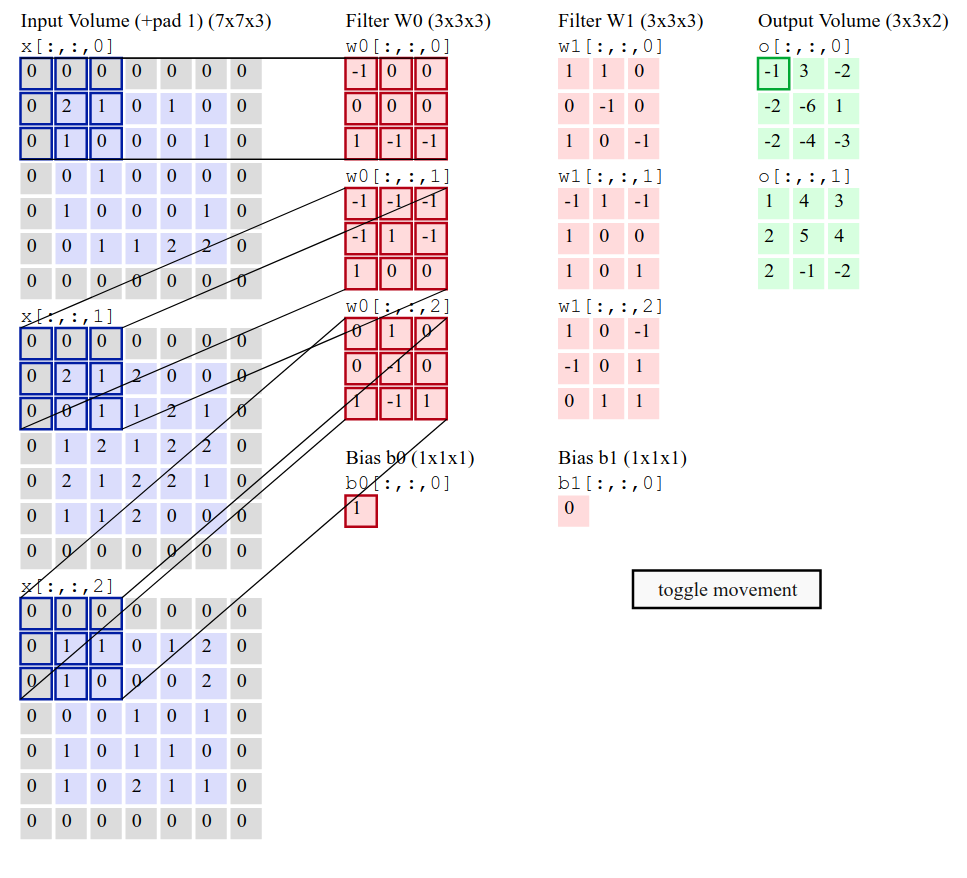 Input Volume (+pad 1) (7x7x3) Filter W0 (3x3x3) Filter W1 (3x3x3) Output Volume (3x3x2)
x[:,:,0] w0[:,:,0] w1[:,:,0] o[:,:,0]
0 0 0 0 0 0 0 -1 0 0 1 1 0 -1 3 -2
0 2 1 0 1 0 0 0 0 0 0 -1 0 -2 -6 1
0 1 0 0 0 1 0 1 -1 -1 1 0 -1 -2 -4 -3
0 0 1 0 0 0 0 w0[:,:,1] w1[:,:,1] o[:,:,1]
0 1 0 0 0 1 0 -1 -1 -1 -1 1 -1 1 4 3
0 0 1 1 2 2 0 -1 1 -1 1 0 0 2 5 4
0 0 0 0 0 0 0 1 0 0 1 0 1 2 -1 -2
x[:,:,1] w0[:,:,2] w1[:,:,2]
0 0 0 0 0 0 0 0 1 0 1 0 -1
0 2 1 2 0 0 0 0 -1 0 -1 0 1
0 0 1 1 2 1 0 1 -1 1 0 1 1
0 1 2 1 2 2 0 Bias b0 (1x1x1) Bias b1 (1x1x1)
0 2 1 2 2 1 0 b0[:,:,0] b1[:,:,0]
0 1 1 2 0 0 0 1 0
0 0 0 0 0 0 0
x[:,:,2] toggle movement
0 0 0 0 0 0 0
0 1 1 0 1 2 0
0 1 0 0 0 2 0
0 0 0 1 0 1 0
0 1 0 1 1 0 0
0 1 0 2 1 1 0
0 0 0 0 0 0 0